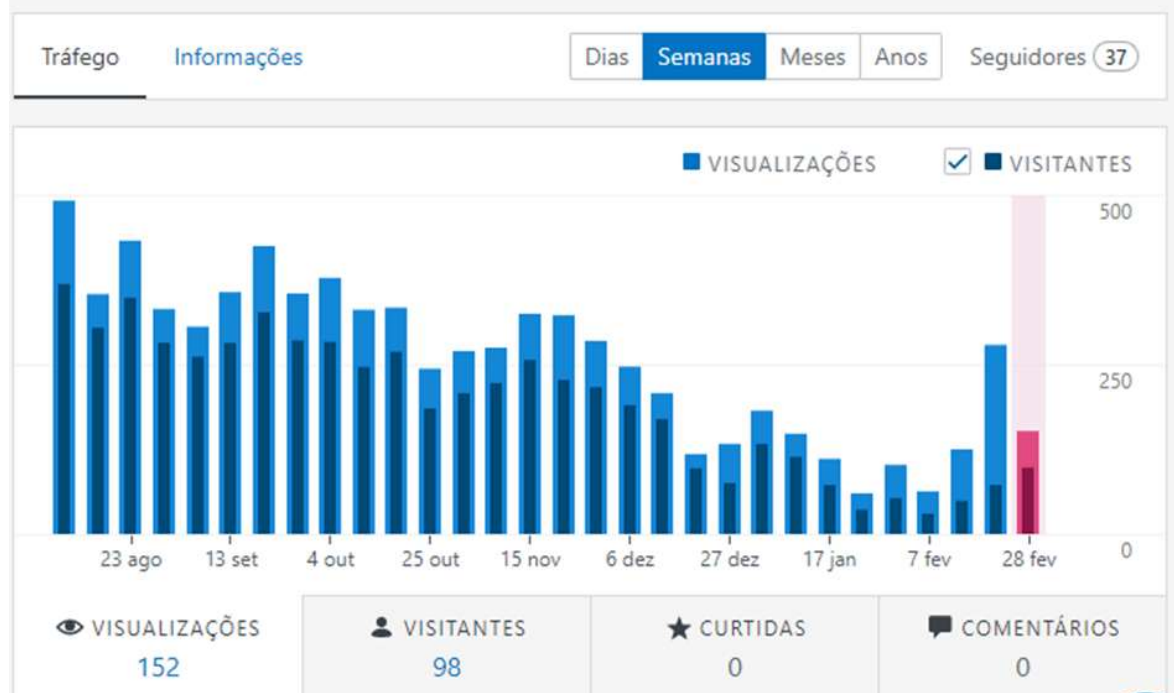 Tráfego Informações Dias Semanas Meses Anos Seguidores 37
VISUALIZAÇÕES VISITANTES
500
250
0
23 ago 13 set 4 out 25 out 15 nov 6 dez 27 dez 17 jan 7 fev 28 fev
VISUALIZAÇÕES VISITANTES CURTIDAS COMENTÁRIOS
152 98 0 0